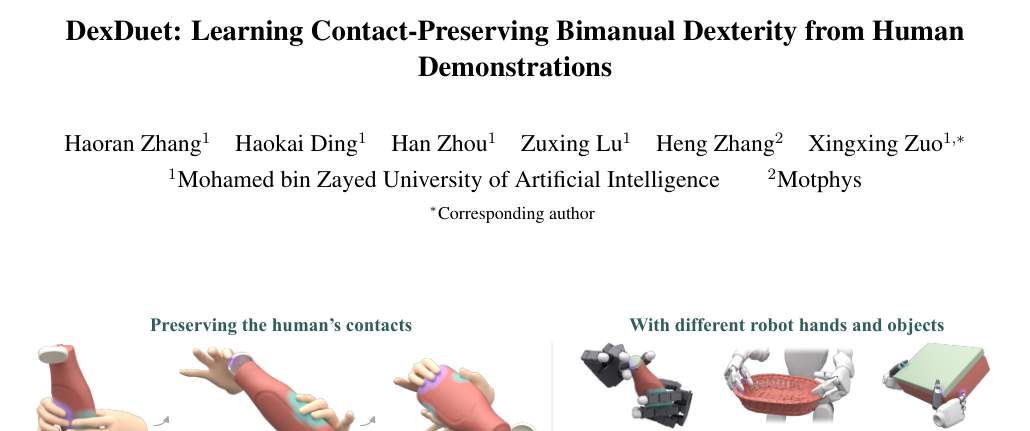 DexDuet: Learning Contact-Preserving Bimanual Dexterity from Human
Demonstrations
Haoran Zhang¹ Haokai Ding¹ Han Zhou¹ Zuxing Lu¹ Heng Zhang² Xingxing Zuo¹,*
¹Mohamed bin Zayed University of Artificial Intelligence ²Motphys
*Corresponding author
Preserving the human's contacts
With different robot hands and objects